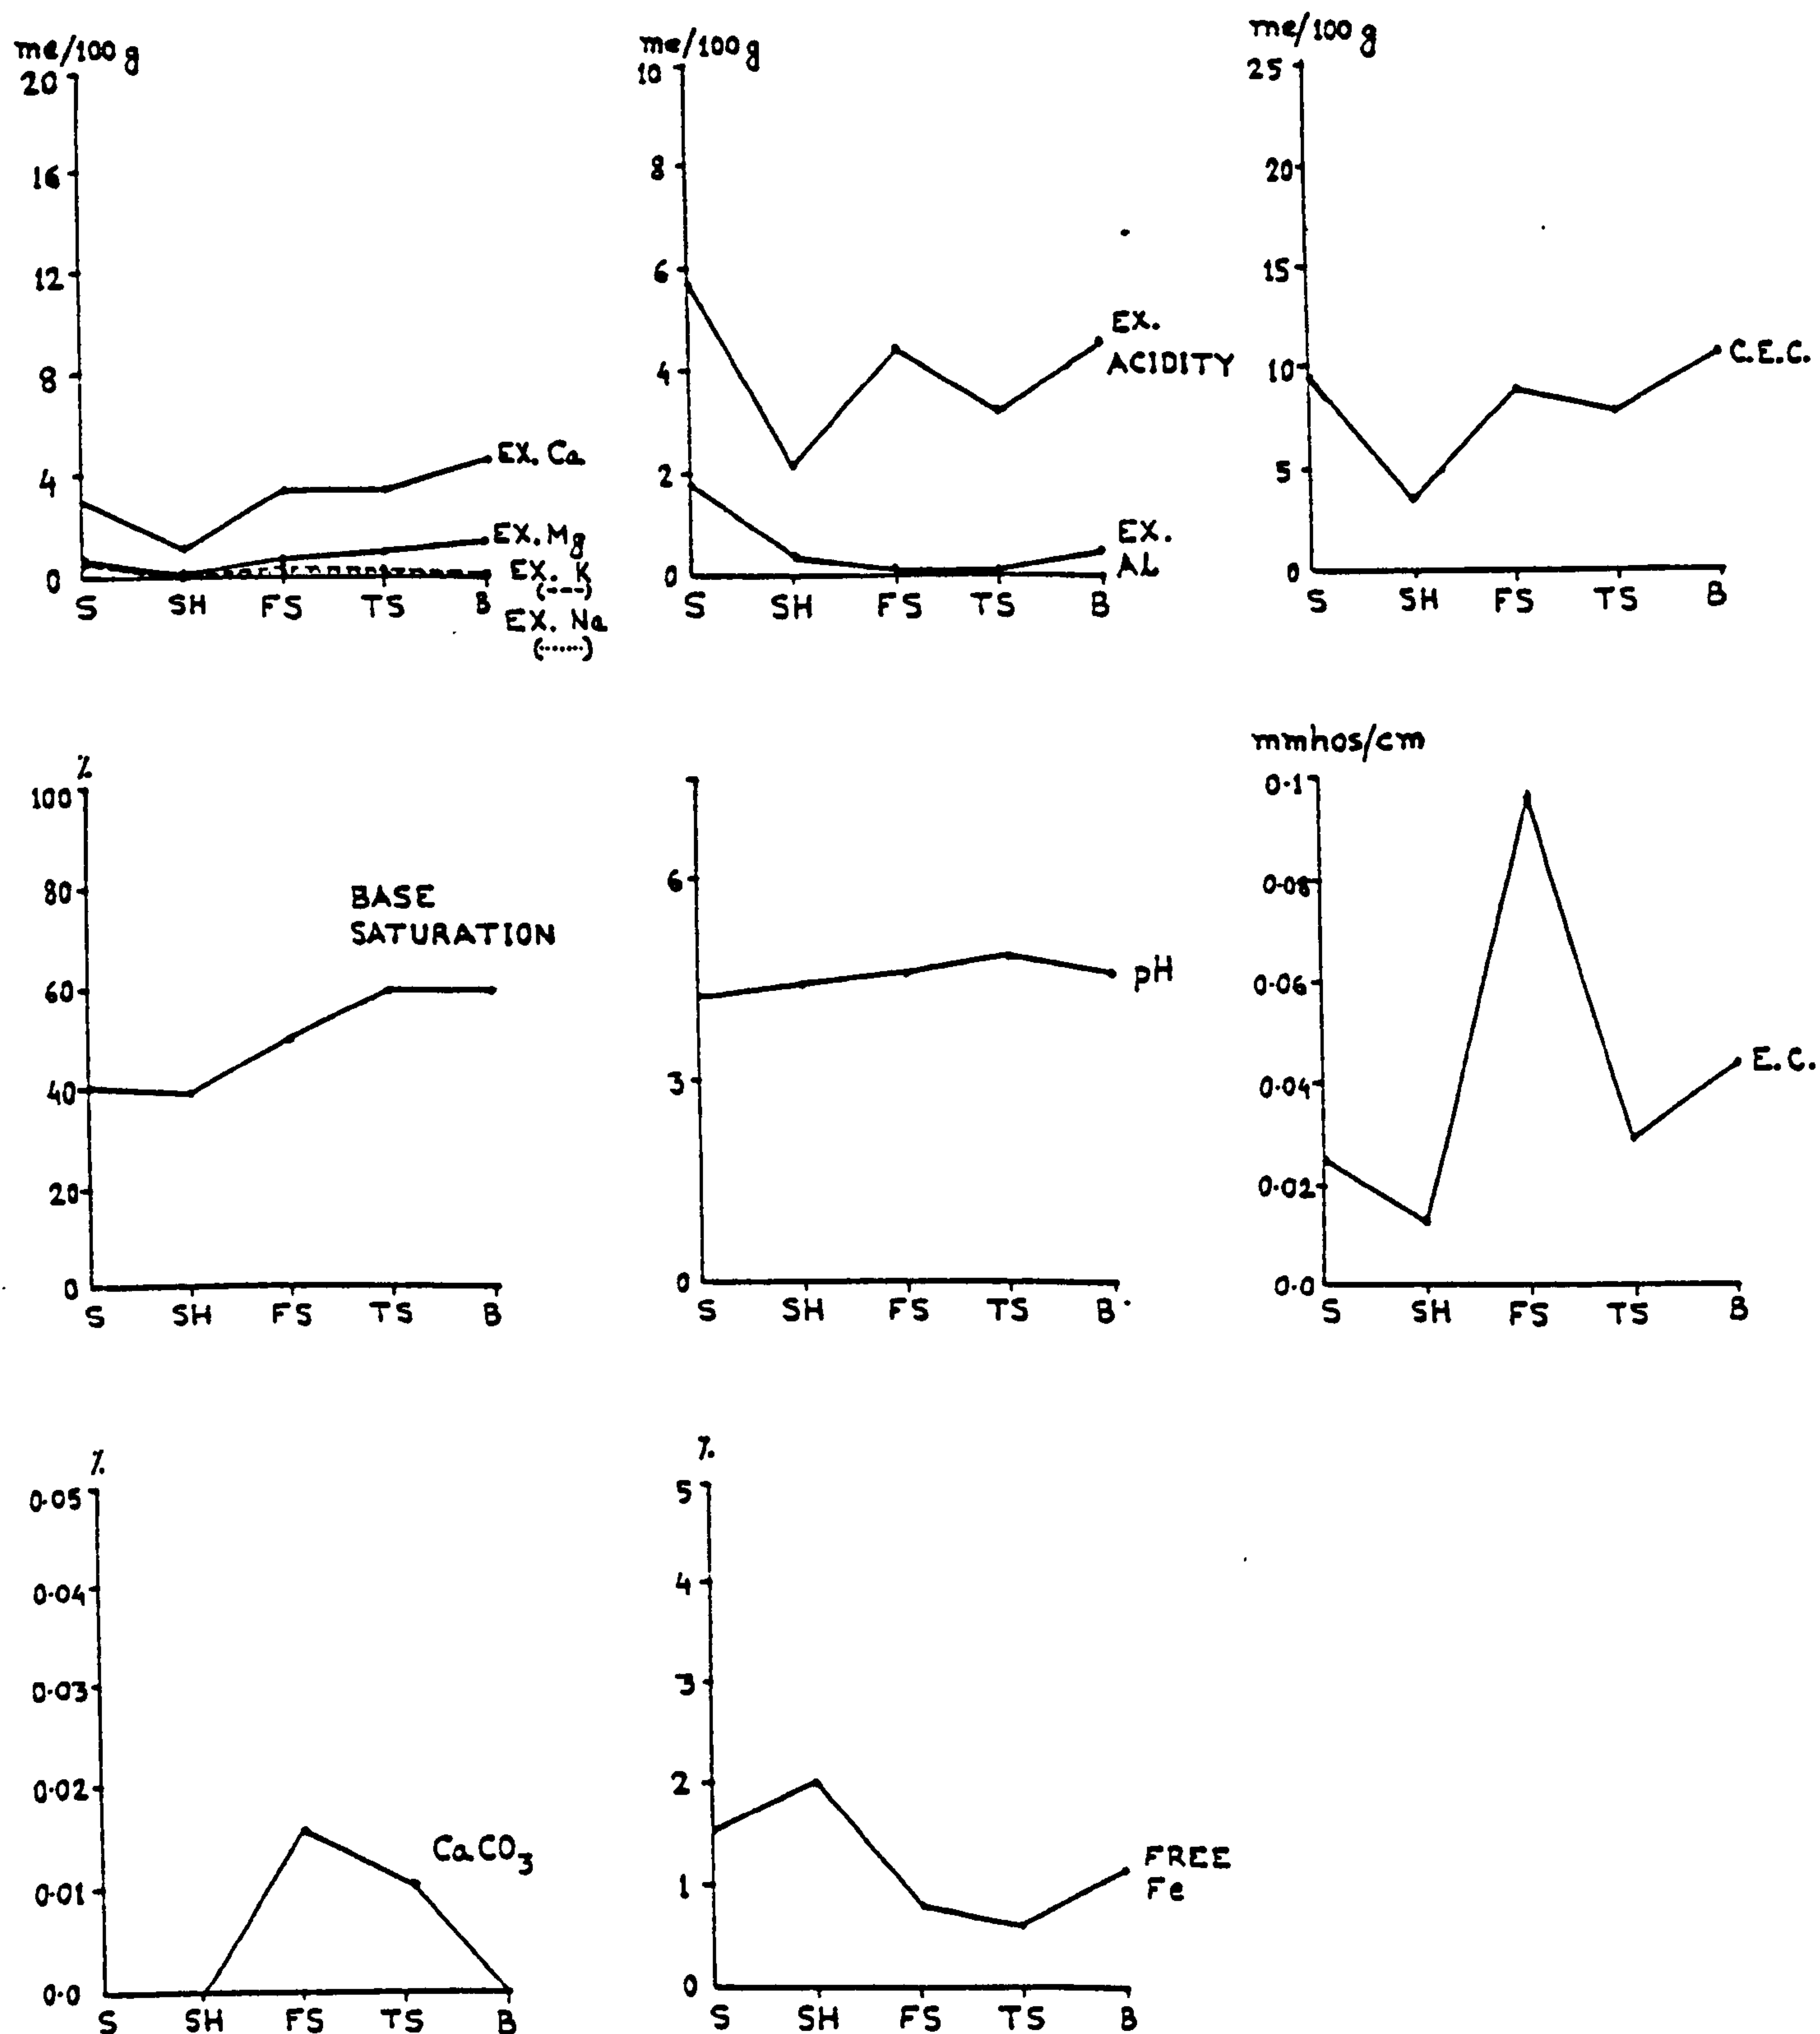 me/100 g
20
16
12
8
4
0
S SH FS TS B
EX. Ca
EX. Mg
EX. K
(---)
EX. Na
(.......)
me/100 g
10
8
6
4
2
0
S SH FS TS B
EX.
ACIDITY
EX.
AL
me/100 g
25
20
15
10
5
0
S SH FS TS B
C.E.C.
%
100
80
60
40
20
0
S SH FS TS B
BASE
SATURATION
6
3
0
S SH FS TS B
pH
mmhos/cm
0.1
0.08
0.06
0.04
0.02
0.0
S SH FS TS B
E.C.
%
0.05
0.04
0.03
0.02
0.01
0.0
S SH FS TS B
CaCO3
%
5
4
3
2
1
0
S SH FS TS B
FREE
Fe